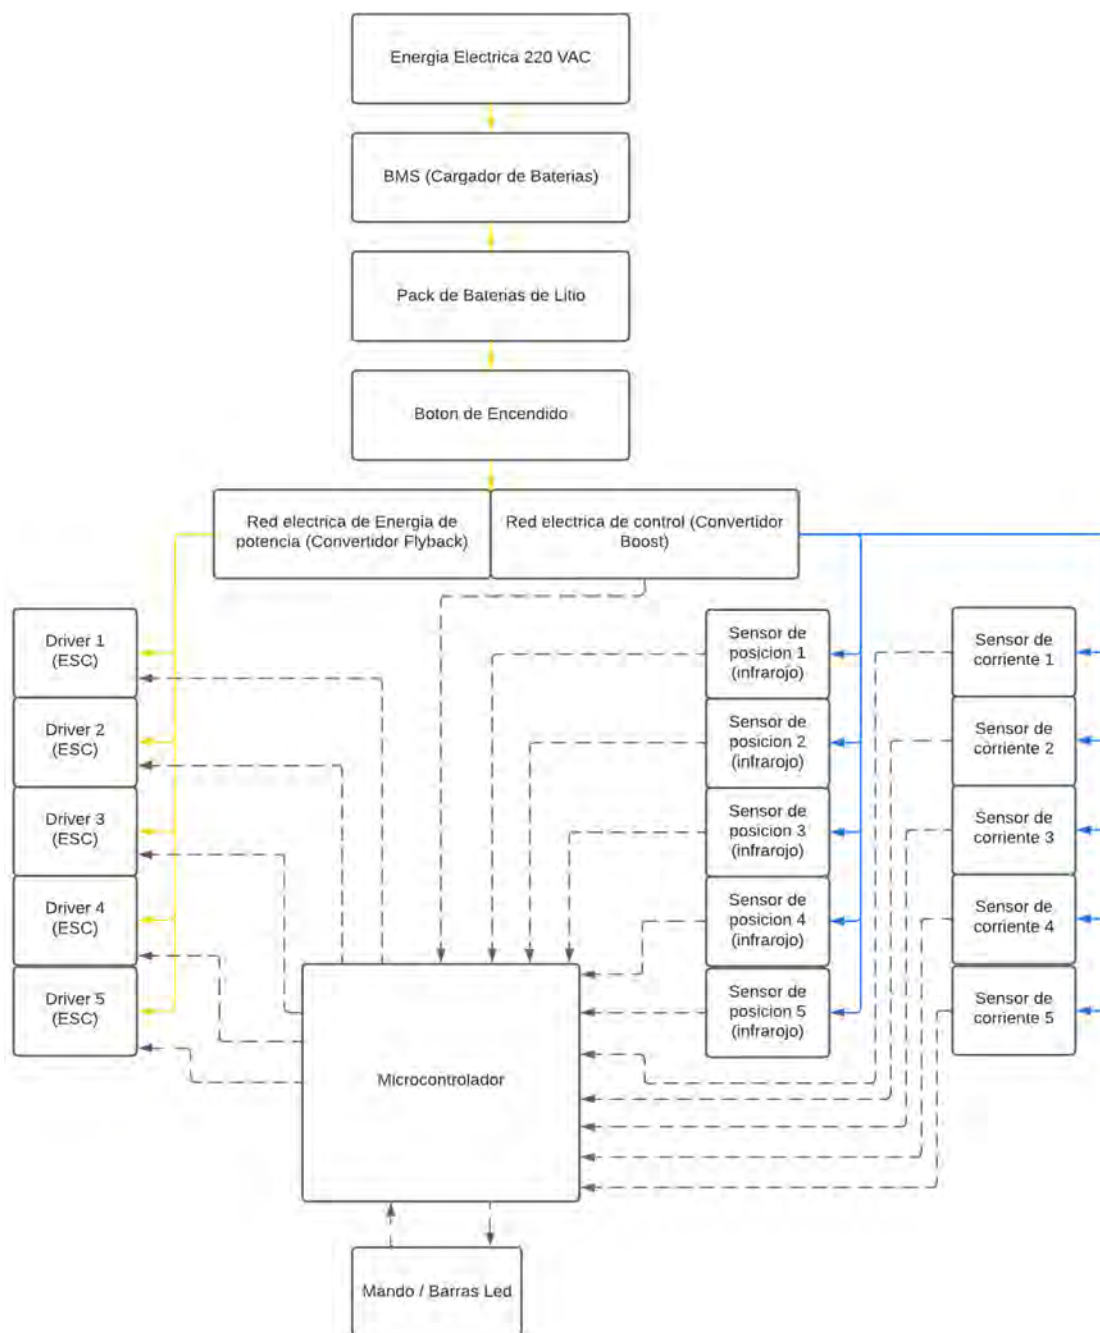 Energia Electrica 220 VAC
BMS (Cargador de Baterias)
Pack de Baterias de Litio
Boton de Encendido
Red electrica de Energia de
potencia (Convertidor Flyback)
Red electrica de control (Convertidor
Boost)
Driver 1
(ESC)
Driver 2
(ESC)
Driver 3
(ESC)
Driver 4
(ESC)
Driver 5
(ESC)
Sensor de
posicion 1
(infrarojo)
Sensor de
posicion 2
(infrarojo)
Sensor de
posicion 3
(infrarojo)
Sensor de
posicion 4
(infrarojo)
Sensor de
posicion 5
(infrarojo)
Sensor de
corriente 1
Sensor de
corriente 2
Sensor de
corriente 3
Sensor de
corriente 4
Sensor de
corriente 5
Microcontrolador
Mando / Barras Led